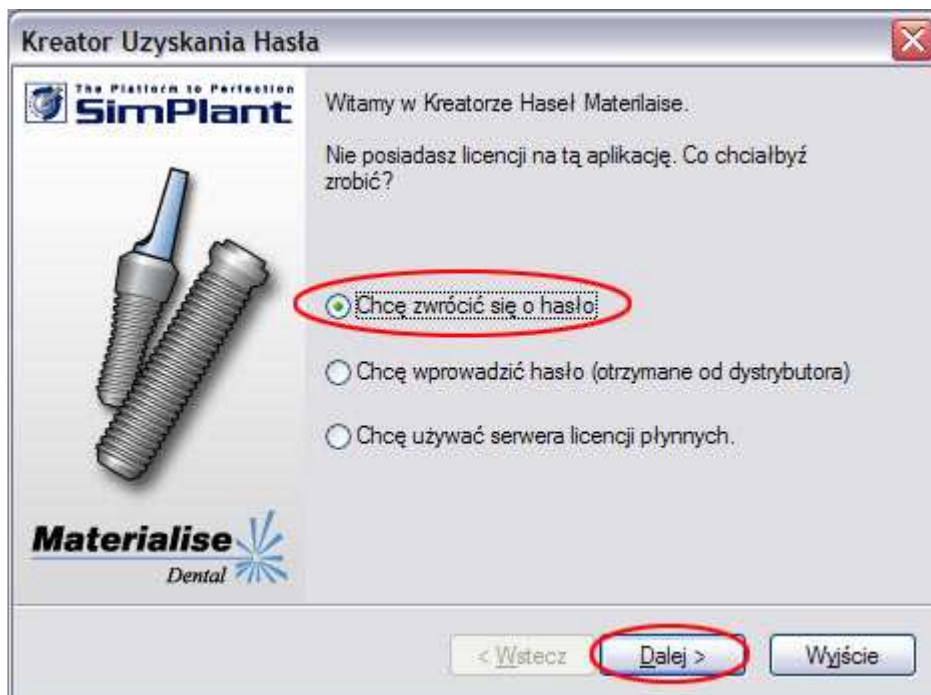 Kreator Uzyskania Hasła
The Platform to Perfection
SimPlant
Witamy w Kreatorze Haseł Materilaise.
Nie posiadasz licencji na tą aplikację. Co chciałbyź
zrobić?
Chcę zwrócić się o hasło
Chcę wprowadzić hasło (otrzymane od dystrybutora)
Chcę używać serwera licencji płynnych.
Materialise
Dental
< Wstecz
Dalej >
Wyjście